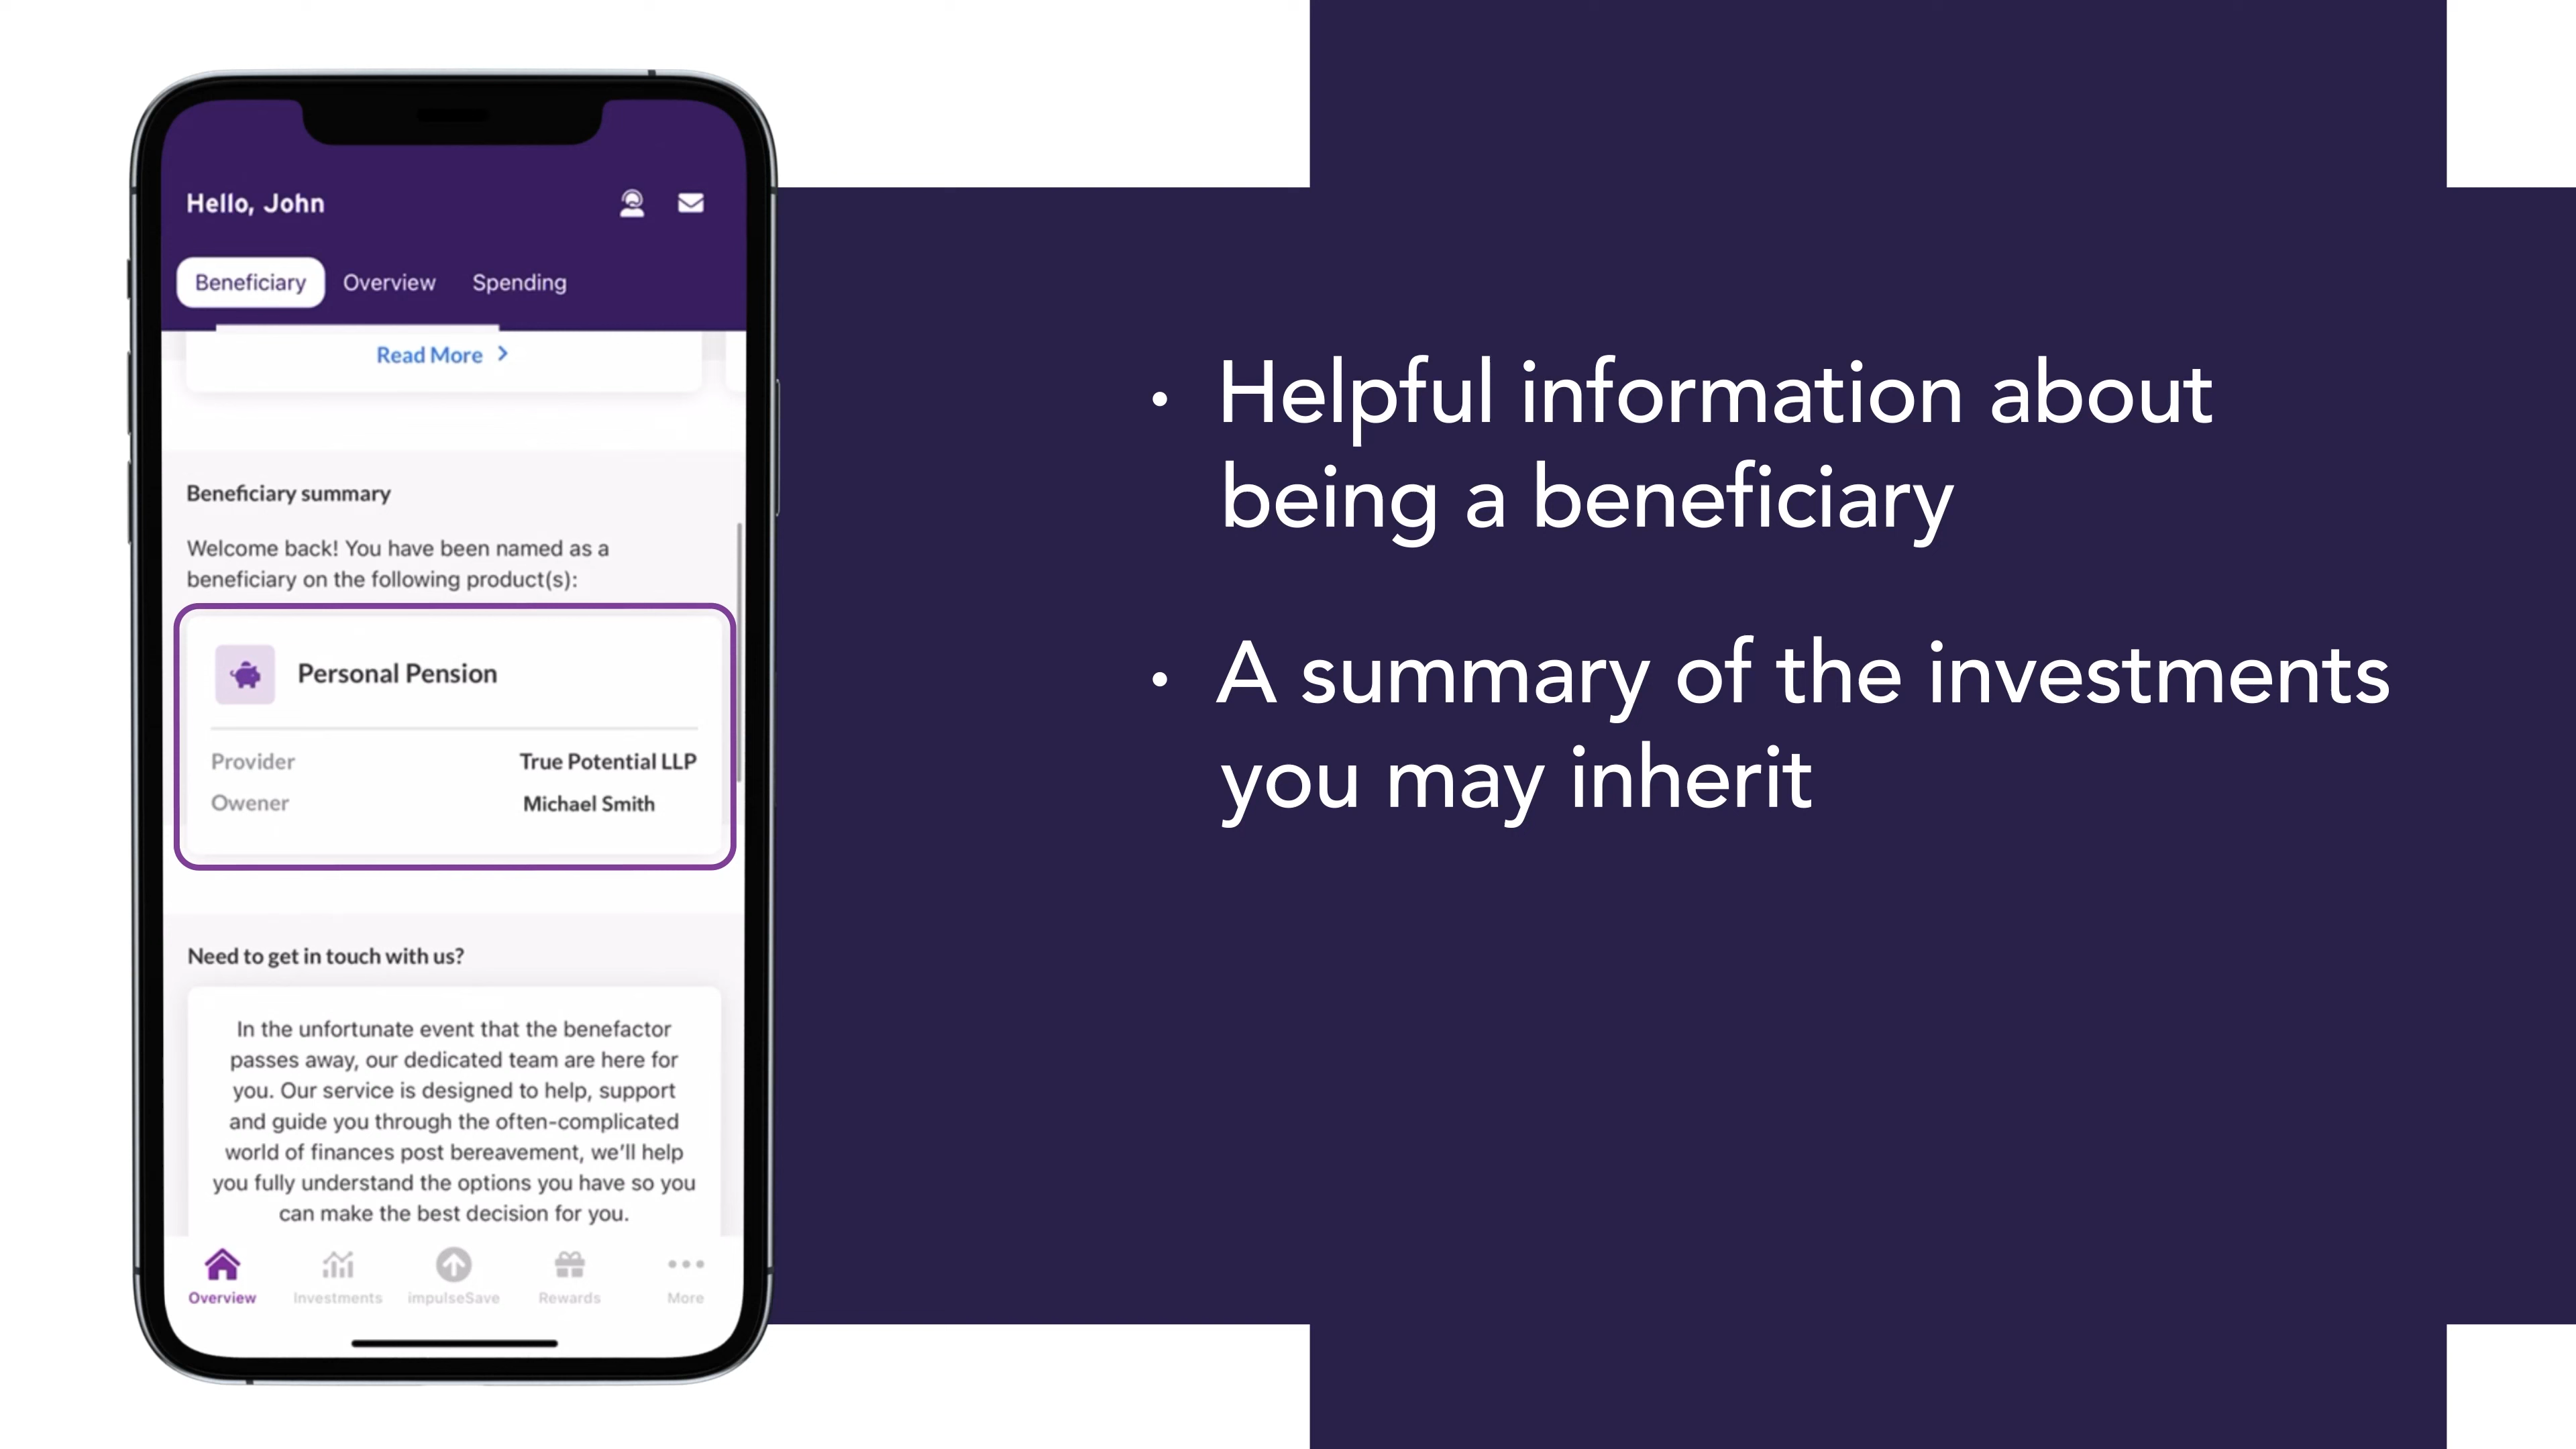 Hello, John
Beneficiary Overview Spending
Read More
Beneficiary summary
Welcome back! You have been named as a
beneficiary on the following product(s):
Personal Pension
Provider True Potential LLP
Owener Michael Smith
Need to get in touch with us?
In the unfortunate event that the benefactor
passes away, our dedicated team are here for
you. Our service is designed to help, support
and guide you through the often-complicated
world of finances post bereavement, we'll help
you fully understand the options you have so you
can make the best decision for you.
Overview Investments impulseSave Rewards More
• Helpful information about
being a beneficiary
• A summary of the investments
you may inherit